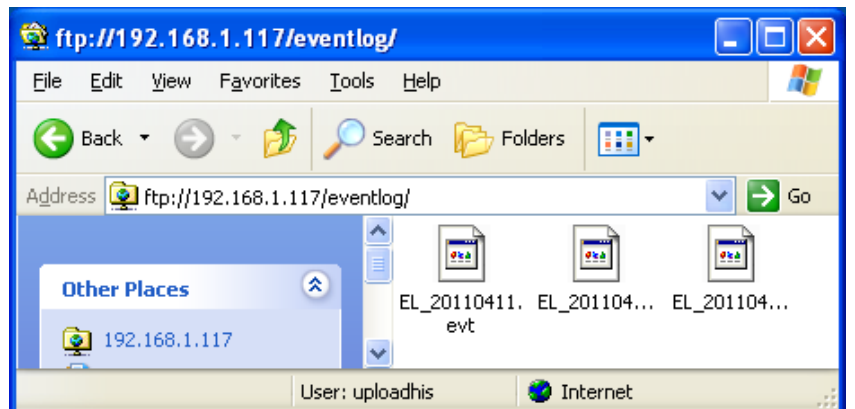 ftp://192.168.1.117/eventlog/
File Edit View Favorites Tools Help
Back Search Folders
Address ftp://192.168.1.117/eventlog/ Go
Other Places
192.168.1.117
EL_20110411.evt
EL_201104...
EL_201104...
User: uploadhis Internet